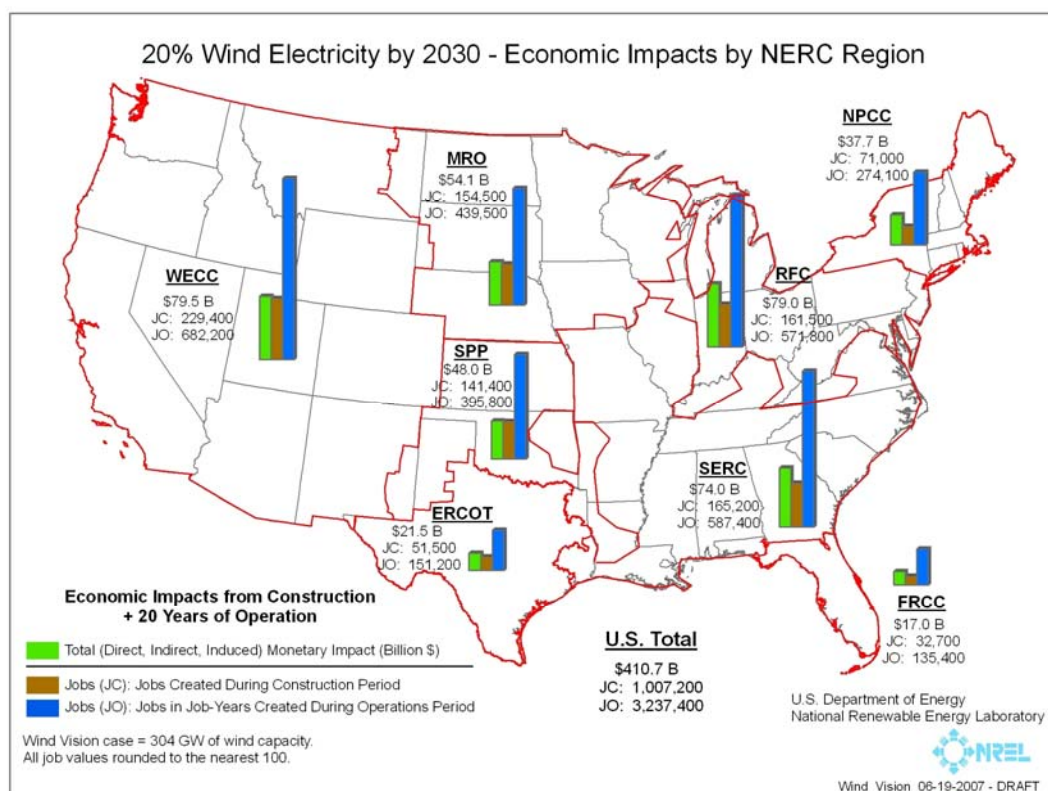 20% Wind Electricity by 2030 - Economic Impacts by NERC Region
NPCC
$37.7 B
JC: 71,000
JO: 274,100
MRO
$54.1 B
JC: 154,500
JO: 439,500
WECC
$79.5 B
JC: 229,400
JO: 682,200
RFC
$79.0 B
JC: 161,500
JO: 571,800
SPP
$48.0 B
JC: 141,400
JO: 395,800
SERC
$74.0 B
JC: 165,200
JO: 587,400
ERCOT
$21.5 B
JC: 51,500
JO: 151,200
FRCC
$17.0 B
JC: 32,700
JO: 135,400
Economic Impacts from Construction
+ 20 Years of Operation
Total (Direct, Indirect, Induced) Monetary Impact (Billion $)
Jobs (JC): Jobs Created During Construction Period
Jobs (JO): Jobs in Job-Years Created During Operations Period
Wind Vision case = 304 GW of wind capacity.
All job values rounded to the nearest 100.
U.S. Total
$410.7 B
JC: 1,007,200
JO: 3,237,400
U.S. Department of Energy
National Renewable Energy Laboratory
NREL
Wind_Vision_06-19-2007 - DRAFT